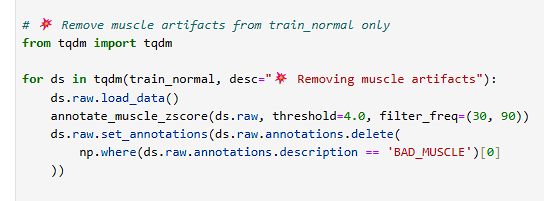 # 💥 Remove muscle artifacts from train_normal only
from tqdm import tqdm
for ds in tqdm(train_normal, desc="💥 Removing muscle artifacts"):
    ds.raw.load_data()
    annotate_muscle_zscore(ds.raw, threshold=4.0, filter_freq=(30, 90))
    ds.raw.set_annotations(ds.raw.annotations.delete(
        np.where(ds.raw.annotations.description == 'BAD_MUSCLE')[0]
    ))